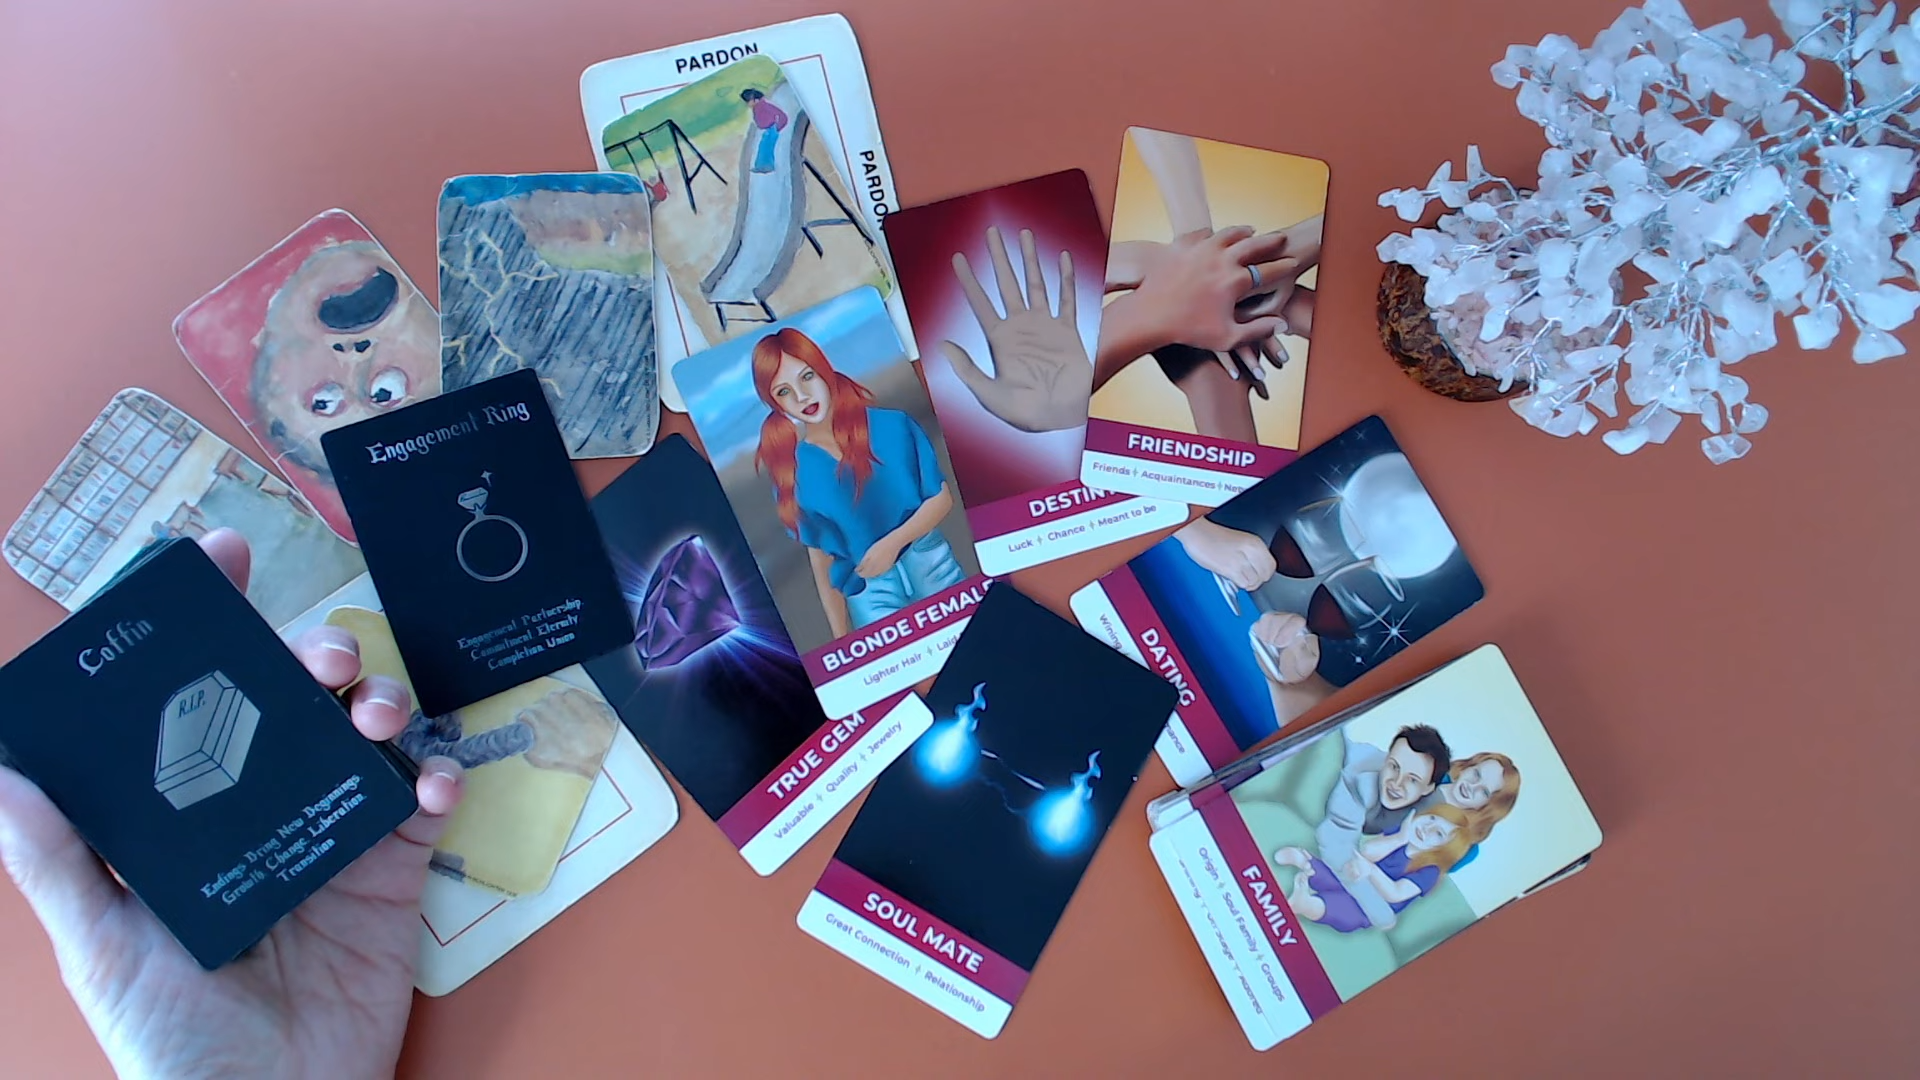 PARDON
PARDON
Engagement Ring
Engagement Partnership.
Commitment Eternity
Completion Union
Coffin
R.I.P.
Endings Bring New Beginnings.
Growth Change Liberation.
Transition
FRIENDSHIP
Friends Acquaintances
DESTIN
Luck Chance Meant to be
BLONDE FEMALE
Lighter Hair
TRUE GEM
Valuable Quality Jewelry
DATING
Wining
SOUL MATE
Great Connection Relationship
FAMILY
Origin Soul Family Groups